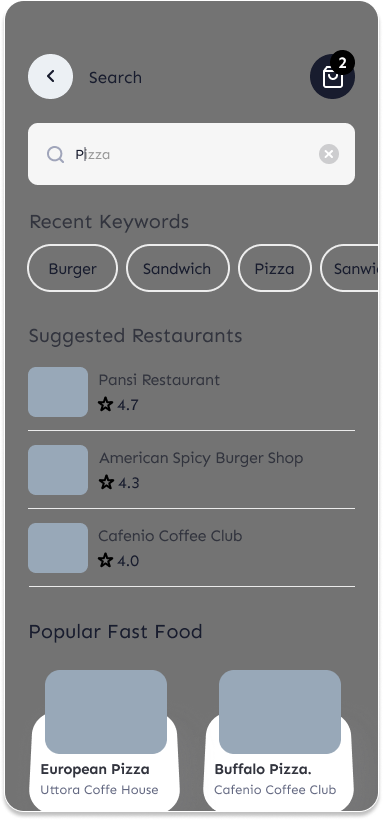 2
Search
Pizza
Recent Keywords
Burger Sandwich Pizza Sanwi
Suggested Restaurants
Pansi Restaurant
4.7
American Spicy Burger Shop
4.3
Cafenio Coffee Club
4.0
Popular Fast Food
European Pizza Buffalo Pizza.
Uttora Coffe House Cafenio Coffee Club